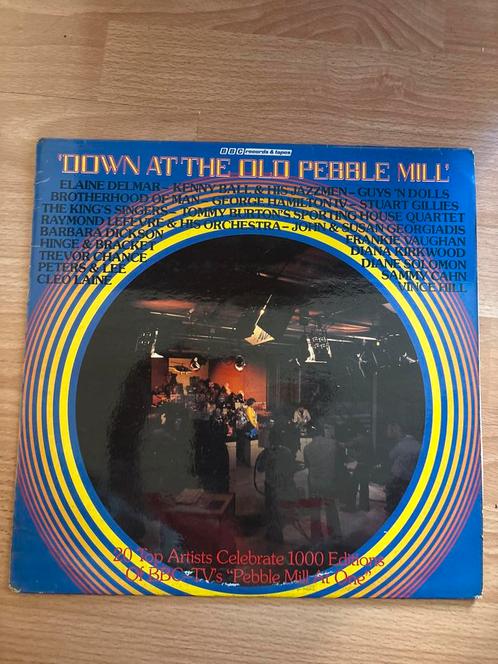 BBC records & tapes
'DOWN AT THE OLD PEBBLE MILL'
ELAINE DELMAR – KENNY BALL & HIS JAZZMEN – GUYS 'N DOLLS
BROTHERHOOD OF MAN – GEORGE HAMILTON IV – STUART GILLIES
THE KING'S SINGERS – TOMMY BURTON'S SPORTING HOUSE QUARTET
RAYMOND LEFEVRE & HIS ORCHESTRA – JOHN & SUSAN GEORGIADIS
BARBARA DICKSON
FRANKIE VAUGHAN
HINGE & BRACKET
DIANA KIRKWOOD
TREVOR CHANCE
DIANE SOLOMON
PETERS & LEE
SAMMY CAHN
CLEO LAINE
VINCE HILL
20 Top Artists Celebrate 1000 Editions
Of BBC-TV's "Pebble Mill At One"